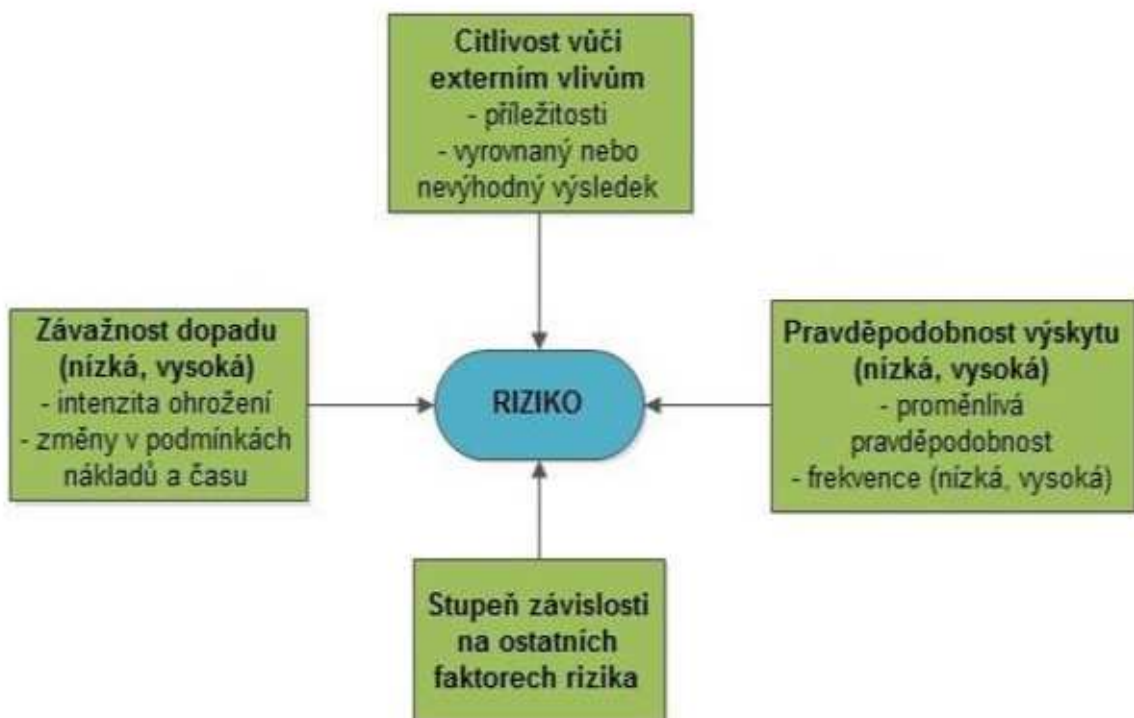 Citlivost vůči
externím vlivům
- příležitosti
- vyrovnaný nebo
nevýhodný výsledek
Závažnost dopadu
(nízká, vysoká)
- intenzita ohrožení
- změny v podmínkách
nákladů a času
RIZIKO
Pravděpodobnost výskytu
(nízká, vysoká)
- proměnlivá
pravděpodobnost
- frekvence (nízká, vysoká)
Stupeň závislosti
na ostatních
faktorech rizika